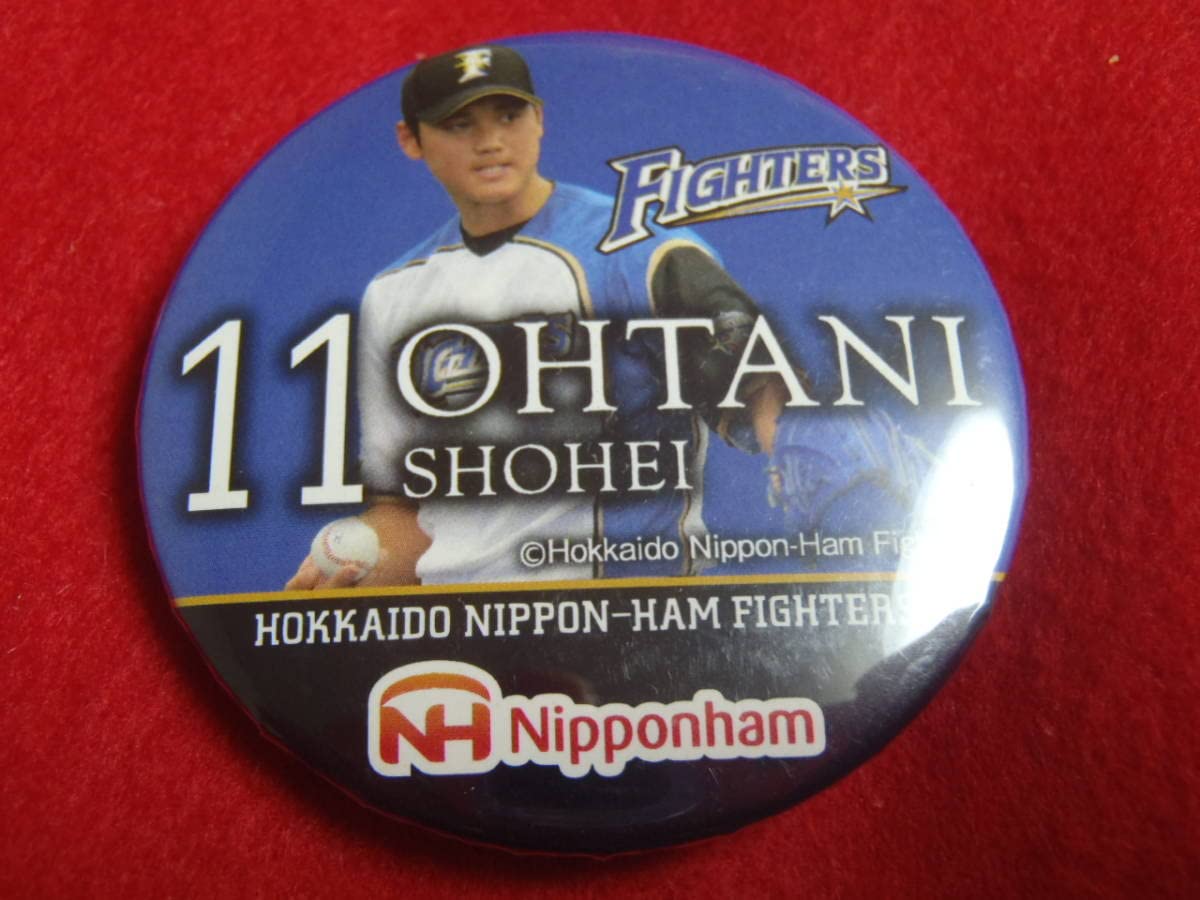 F
FIGHTERS
11 OHTANI
SHOHEI
©Hokkaido Nippon-Ham
HOKKAIDO NIPPON-HAM FIGHTERS
NH Nipponham